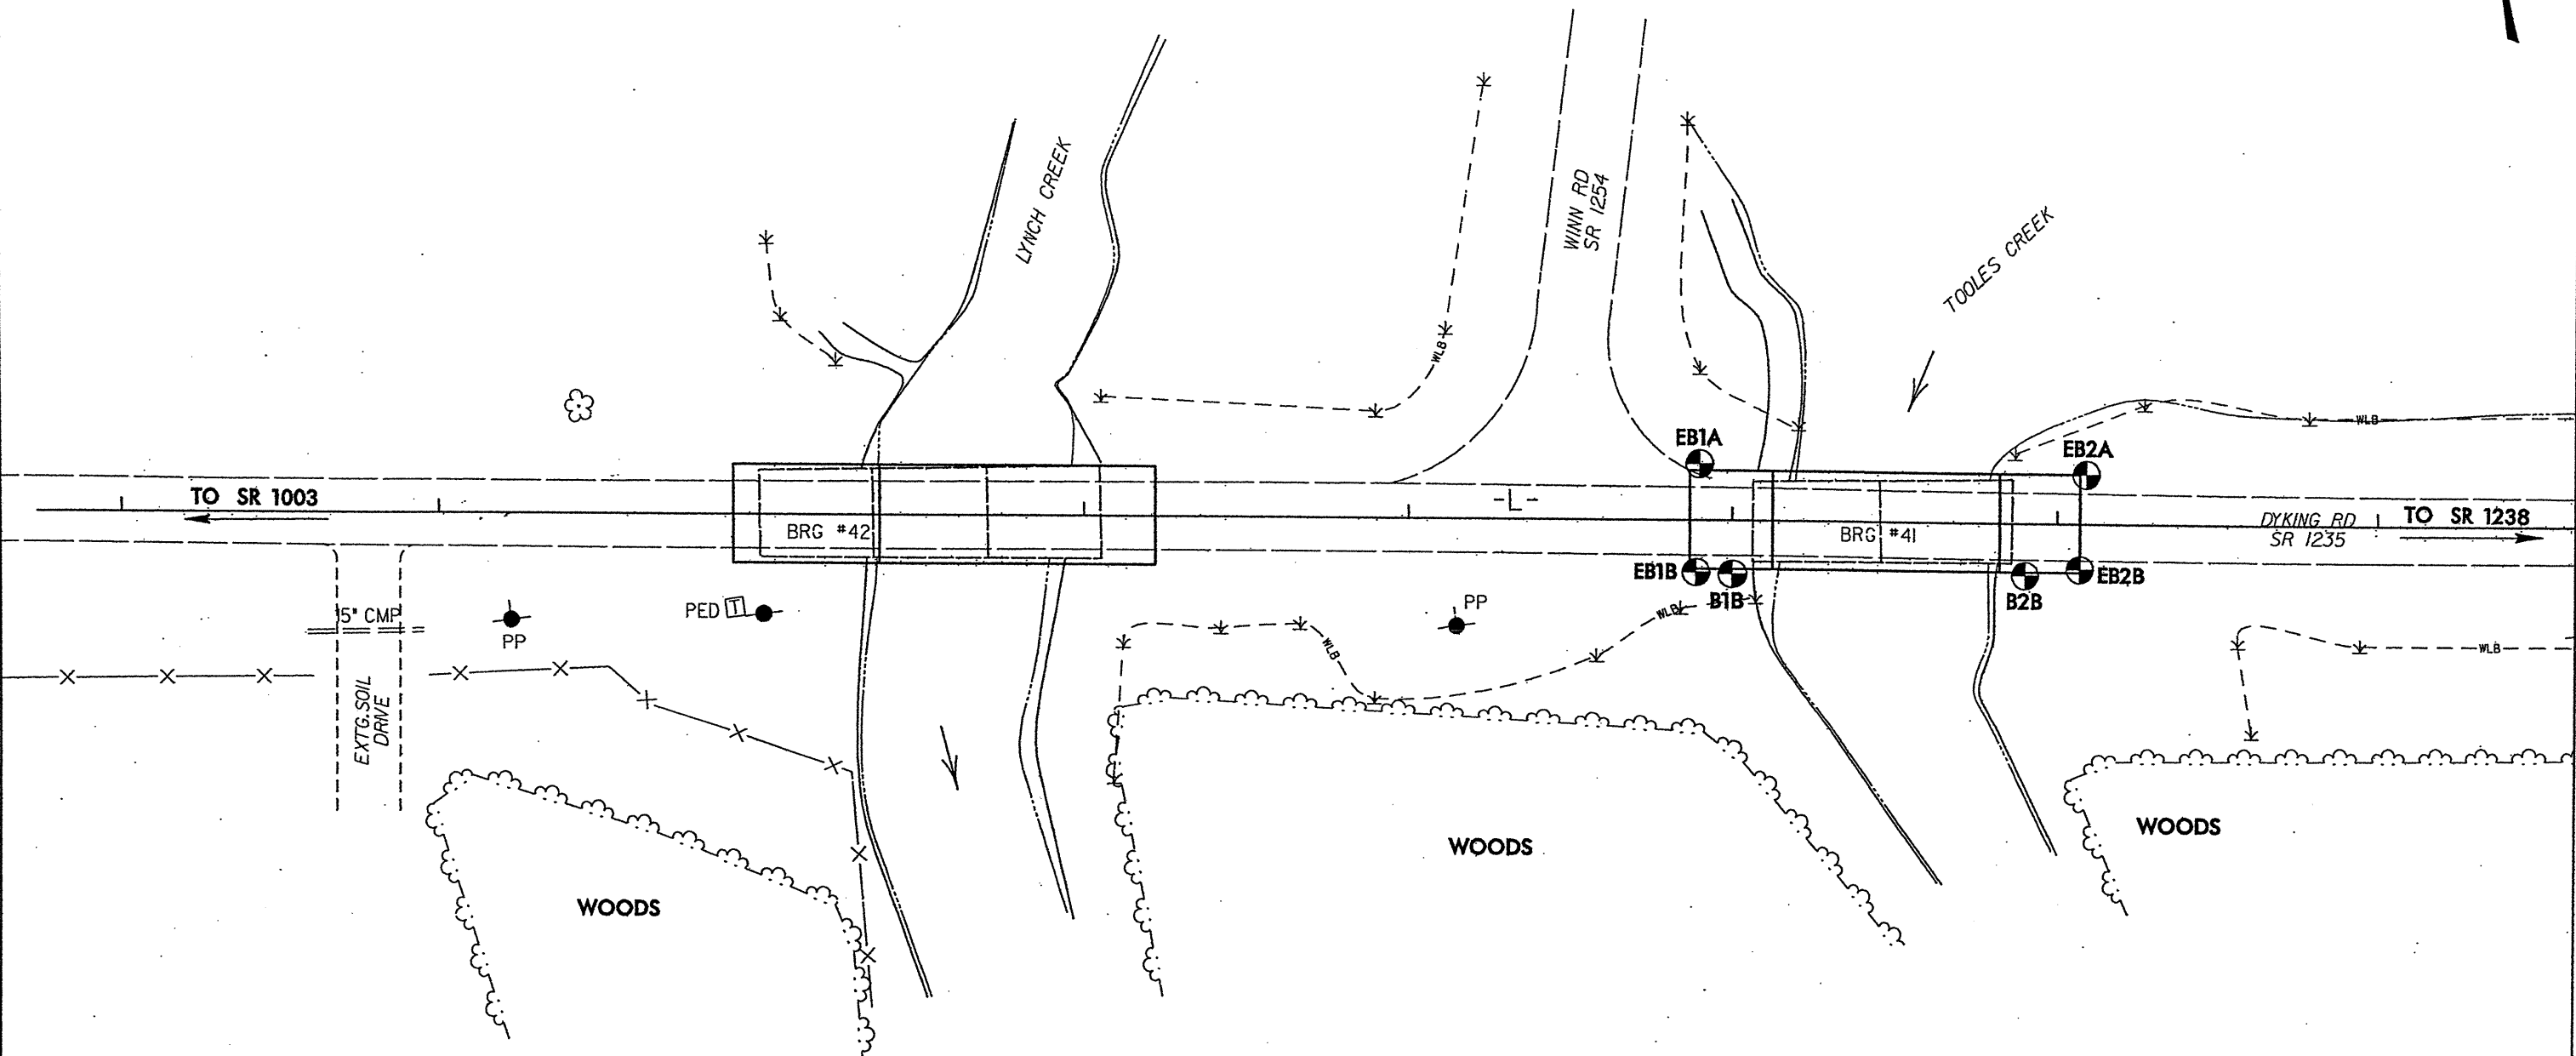 LYNCH CREEK
WINN RD
SR 1254
TOOLES CREEK
WLB
WLB
EB1A
EB2A
TO SR 1003
-L-
DYKING RD
SR 1235
TO SR 1238
BRG #42
BRG #41
EB1B
B1B
B2B
EB2B
15" CMP
PP
PED T
PP
WLB
WLB
WLB
EXTG.SOIL
DRIVE
WOODS
WOODS
WOODS